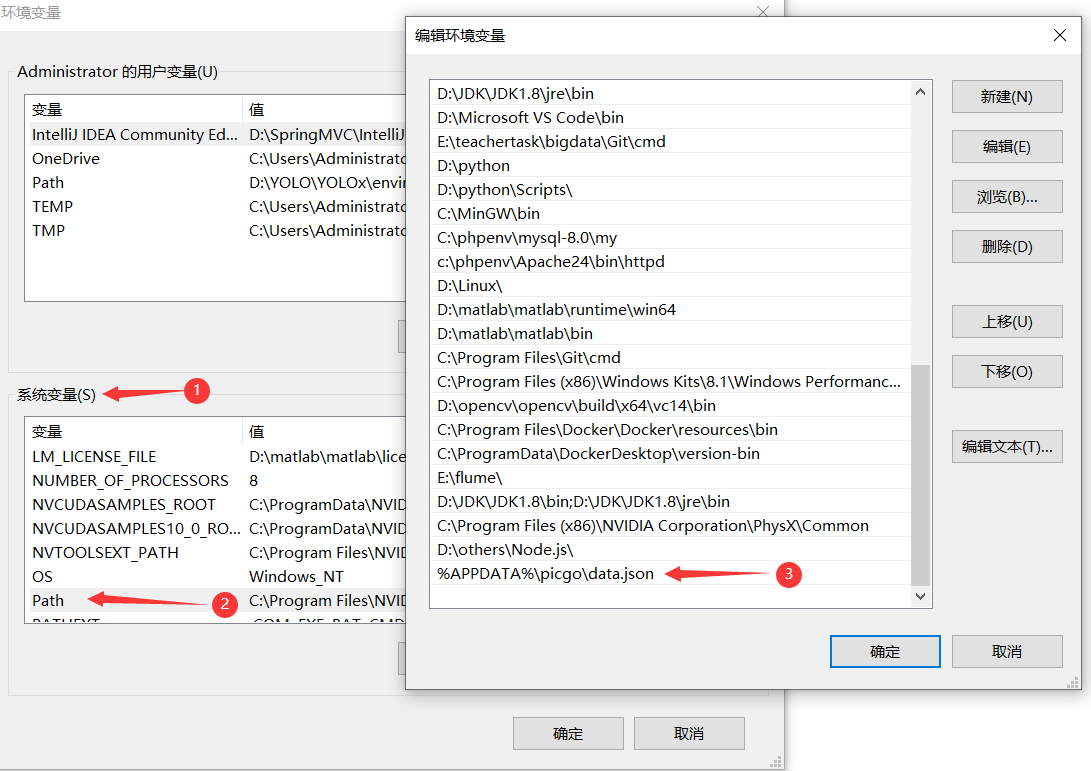 环境变量
Administrator 的用户变量(U)
变量 值
IntelliJ IDEA Community Ed... D:\SpringMVC\IntelliJ
OneDrive C:\Users\Administrato
Path D:\YOLO\YOLOx\envir
TEMP C:\Users\Administrato
TMP C:\Users\Administrato
系统变量(S)
1
变量 值
LM_LICENSE_FILE D:\matlab\matlab\lice
NUMBER_OF_PROCESSORS 8
NVCUDASAMPLES_ROOT C:\ProgramData\NVID
NVCUDASAMPLES10_0_RO... C:\ProgramData\NVID
NVTOOLSEXT_PATH C:\Program Files\NVID
OS Windows_NT
Path C:\Program Files\NVID
2
PATHEXT .COM;.EXE;.BAT;.CMD
确定 取消
编辑环境变量
D:\JDK\JDK1.8\jre\bin
D:\Microsoft VS Code\bin
E:\teachertask\bigdata\Git\cmd
D:\python
D:\python\Scripts\
C:\MinGW\bin
C:\phpenv\mysql-8.0\my
c:\phpenv\Apache24\bin\httpd
D:\Linux\
D:\matlab\matlab\runtime\win64
D:\matlab\matlab\bin
C:\Program Files\Git\cmd
C:\Program Files (x86)\Windows Kits\8.1\Windows Performanc...
D:\opencv\opencv\build\x64\vc14\bin
C:\Program Files\Docker\Docker\resources\bin
C:\ProgramData\DockerDesktop\version-bin
E:\flume\
D:\JDK\JDK1.8\bin;D:\JDK\JDK1.8\jre\bin
C:\Program Files (x86)\NVIDIA Corporation\PhysX\Common
D:\others\Node.js\
%APPDATA%\picgo\data.json
3
新建(N)
编辑(E)
浏览(B)...
删除(D)
上移(U)
下移(O)
编辑文本(T)...
确定 取消